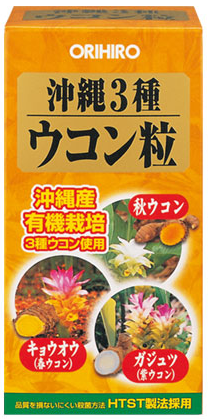 ORIHIRO
沖縄3種
ウコン粒
沖縄産
有機栽培
3種ウコン使用
秋ウコン
キョウオウ
(春ウコン)
ガジュツ
(紫ウコン)
品質を損ないにくい殺菌方法 HTST製法採用